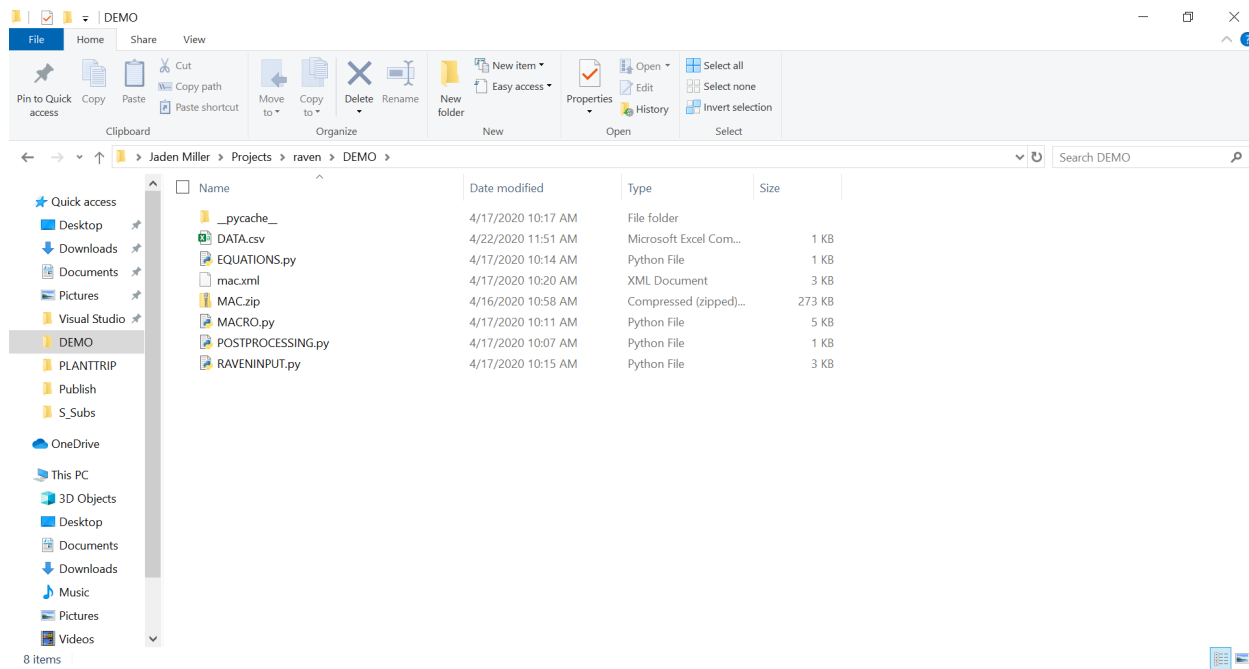 DEMO
File Home Share View
Pin to Quick access
Copy
Paste
Cut
Copy path
Paste shortcut
Clipboard
Move to
Copy to
Delete
Rename
Organize
New folder
New item
Easy access
New
Properties
Open
Edit
History
Open
Select all
Select none
Invert selection
Select
Jaden Miller > Projects > raven > DEMO >
Search DEMO
Name Date modified Type Size
__pycache__ 4/17/2020 10:17 AM File folder
DATA.csv 4/22/2020 11:51 AM Microsoft Excel Com... 1 KB
EQUATIONS.py 4/17/2020 10:14 AM Python File 1 KB
mac.xml 4/17/2020 10:20 AM XML Document 3 KB
MAC.zip 4/16/2020 10:58 AM Compressed (zipped)... 273 KB
MACRO.py 4/17/2020 10:11 AM Python File 5 KB
POSTPROCESSING.py 4/17/2020 10:07 AM Python File 1 KB
RAVENINPUT.py 4/17/2020 10:15 AM Python File 3 KB
Quick access
Desktop
Downloads
Documents
Pictures
Visual Studio
DEMO
PLANTTRIP
Publish
S_Subs
OneDrive
This PC
3D Objects
Desktop
Documents
Downloads
Music
Pictures
Videos
8 items